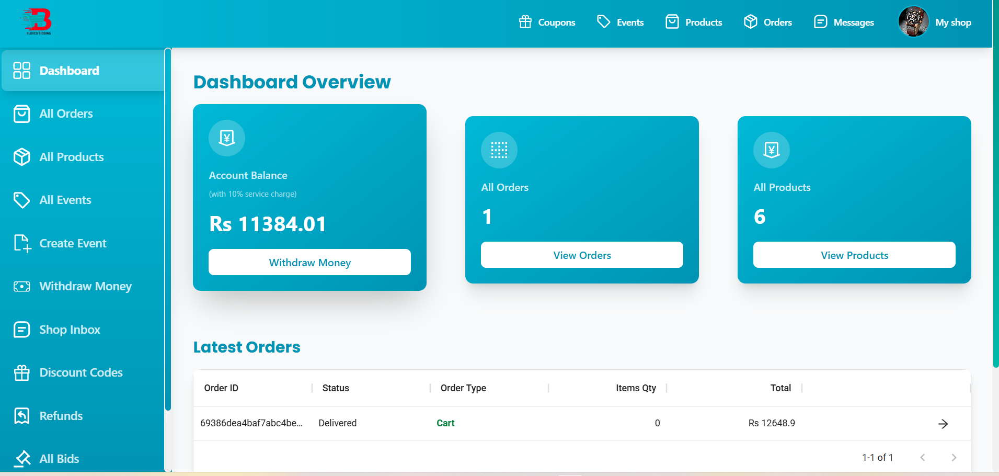 B
BLOVED BIDDING
Coupons
Events
Products
Orders
Messages
My shop
Dashboard
All Orders
All Products
All Events
Create Event
Withdraw Money
Shop Inbox
Discount Codes
Refunds
All Bids
Dashboard Overview
¥
Account Balance
(with 10% service charge)
Rs 11384.01
Withdraw Money
All Orders
1
View Orders
¥
All Products
6
View Products
Latest Orders
Order ID Status Order Type Items Qty Total
69386dea4baf7abc4be... Delivered Cart 0 Rs 12648.9
1-1 of 1